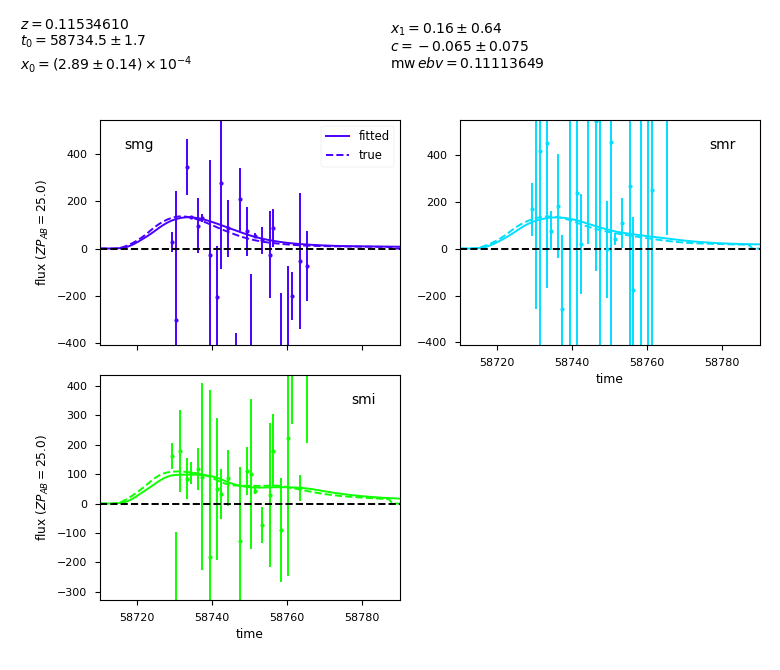 z = 0.11534610
t₀ = 58734.5 ± 1.7
x₀ = (2.89 ± 0.14) × 10⁻⁴
x₁ = 0.16 ± 0.64
c = −0.065 ± 0.075
mw ebv = 0.11113649
smg
fitted
true
400
200
0
−200
−400
flux (ZP_AB = 25.0)
smr
400
200
0
−200
−400
58720 58740 58760 58780
time
smi
400
300
200
100
0
−100
−200
−300
flux (ZP_AB = 25.0)
58720 58740 58760 58780
time